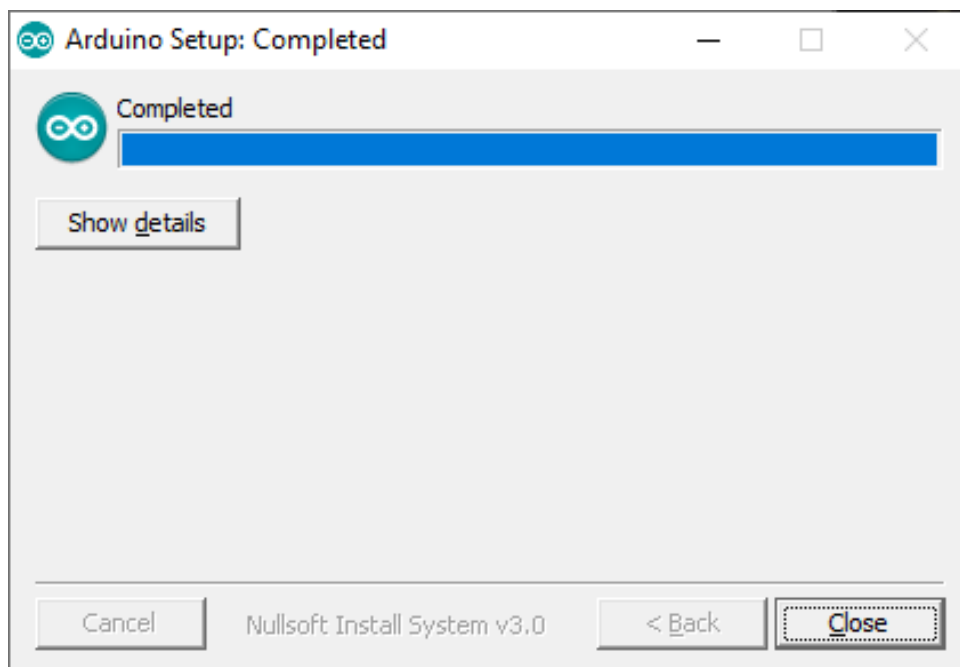 Arduino Setup: Completed
Completed
Show details
Cancel Nullsoft Install System v3.0 < Back Close